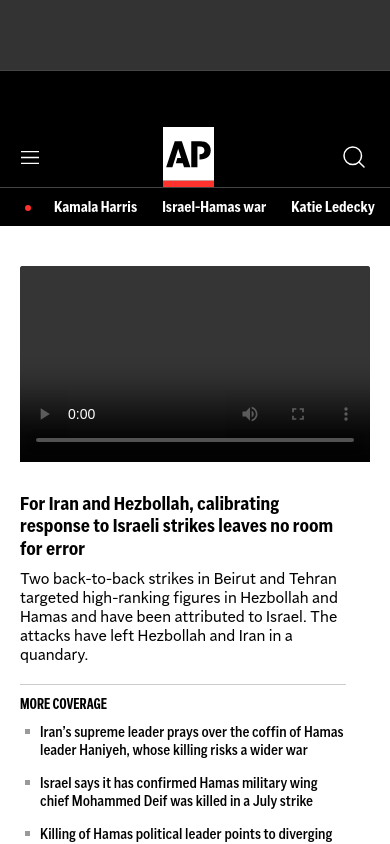 AP
Kamala Harris Israel-Hamas war Katie Ledecky
0:00
For Iran and Hezbollah, calibrating
response to Israeli strikes leaves no room
for error
Two back-to-back strikes in Beirut and Tehran
targeted high-ranking figures in Hezbollah and
Hamas and have been attributed to Israel. The
attacks have left Hezbollah and Iran in a
quandary.
MORE COVERAGE
Iran’s supreme leader prays over the coffin of Hamas
leader Haniyeh, whose killing risks a wider war
Israel says it has confirmed Hamas military wing
chief Mohammed Deif was killed in a July strike
Killing of Hamas political leader points to diverging